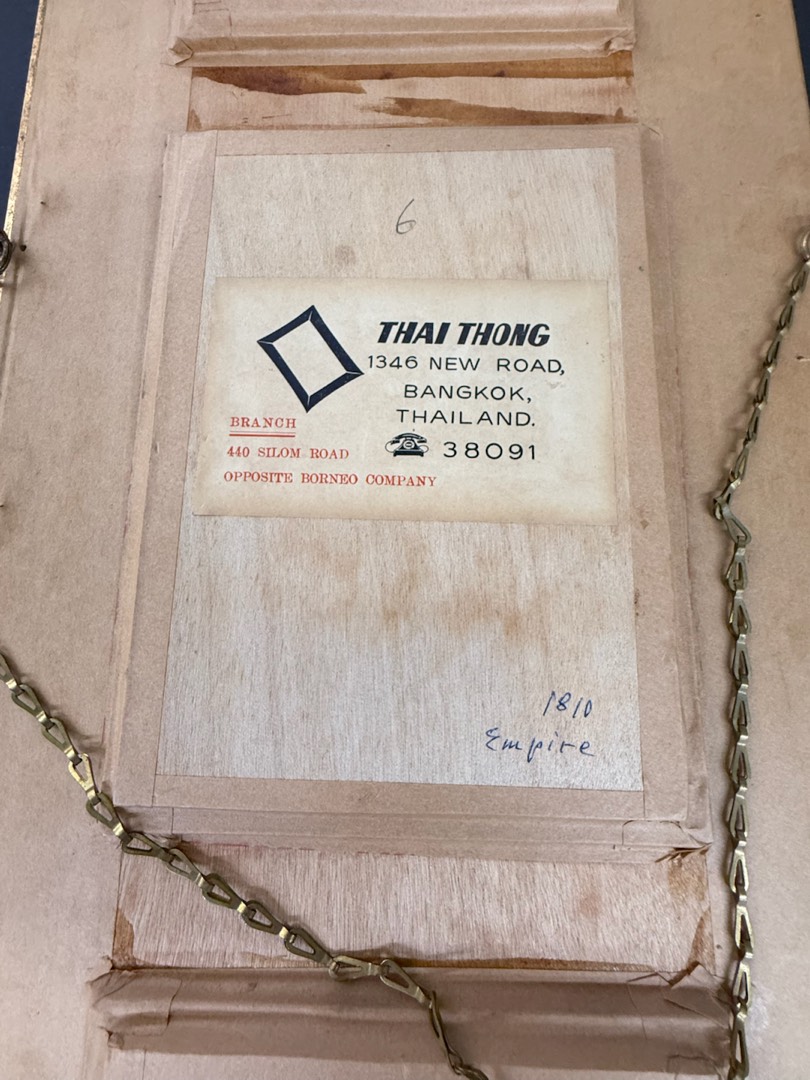 6
THAI THONG
1346 NEW ROAD,
BANGKOK,
THAILAND.
38091
BRANCH
440 SILOM ROAD
OPPOSITE BORNEO COMPANY
1810
Empire